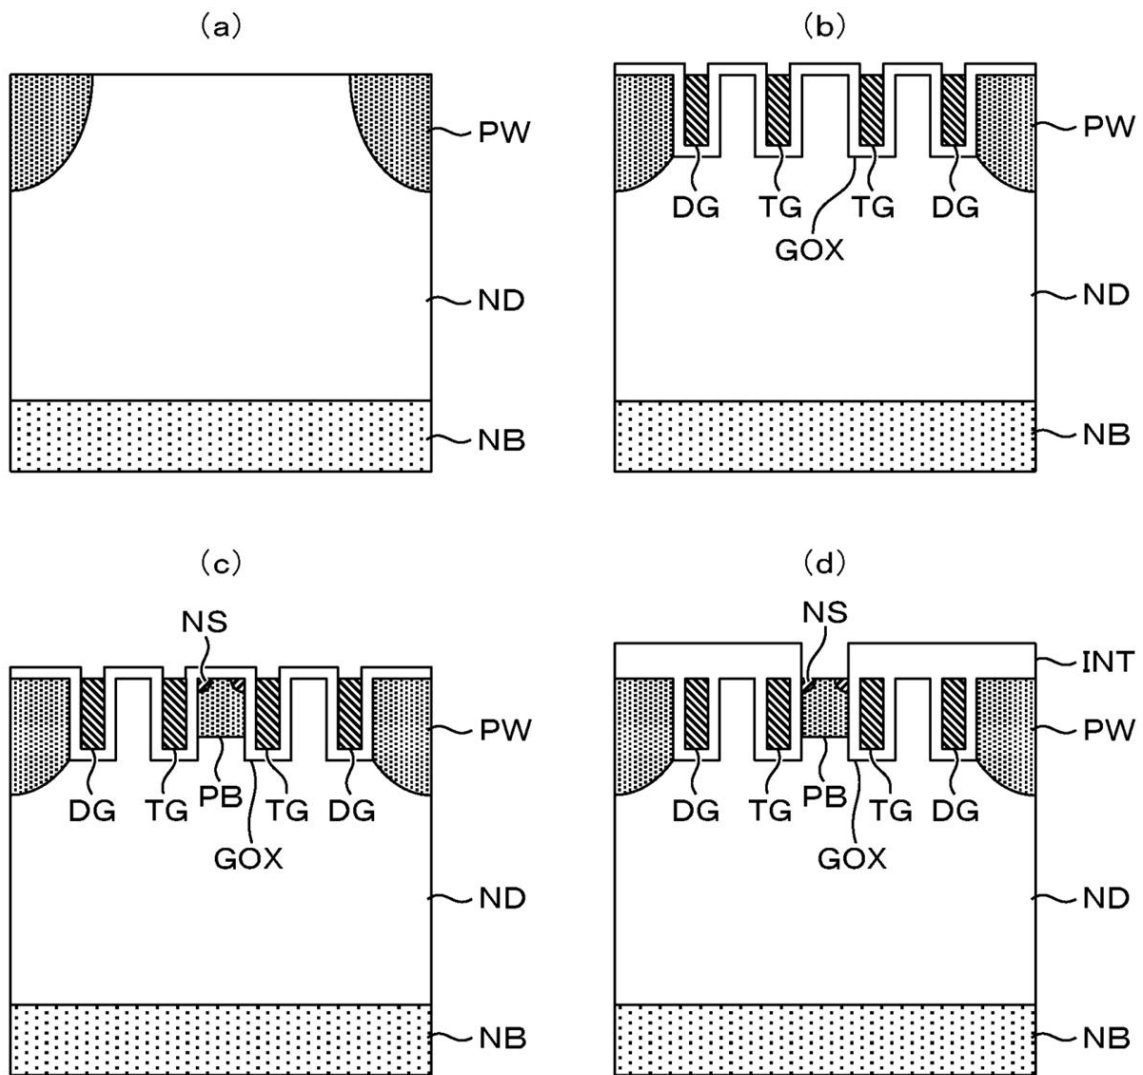 (a)
PW
ND
NB
(b)
PW
DG TG TG DG
GOX
ND
NB
(c)
NS
PW
DG TG PB TG DG
GOX
ND
NB
(d)
NS
INT
PW
DG TG PB TG DG
GOX
ND
NB